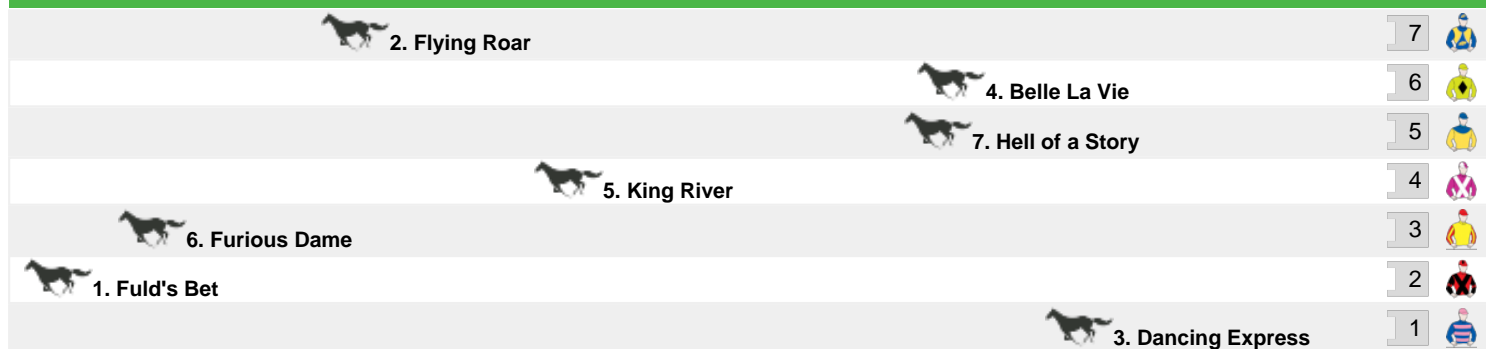 2. Flying Roar 7
4. Belle La Vie 6
7. Hell of a Story 5
5. King River 4
6. Furious Dame 3
1. Fuld's Bet 2
3. Dancing Express 1